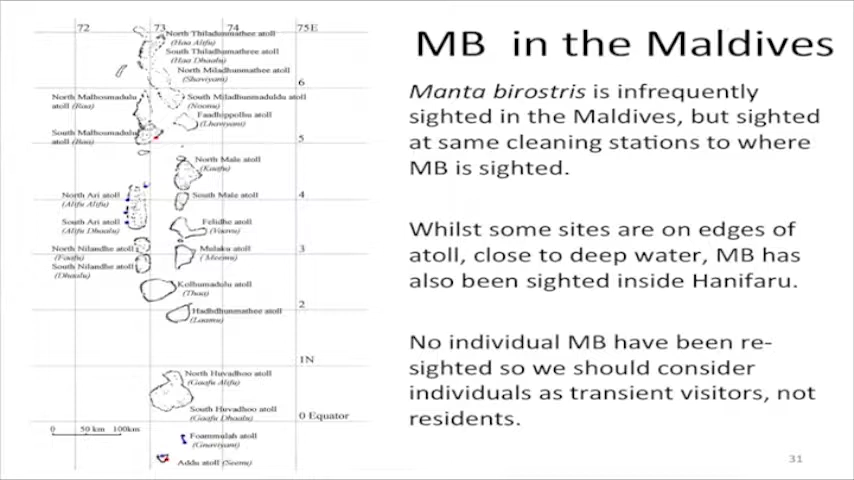 72 73 74 75E
North Thiladunmathee atoll
(Haa Alifu)
South Thiladhumathree atoll
(Haa Dhaalu)
North Miladhunmathee atoll
(Shaviyani)
6
North Malhosmadulu
atoll (Raa)
South Miladhunmaduldu atoll
(Noonu)
Faadhippolhu atoll
(Lhaviyani)
South Malhosmadulu
atoll (Baa)
5
North Male atoll
(Kaafu)
North Ari atoll
(Alifu Alifu)
South Male atoll
4
South Ari atoll
(Alifu Dhaalu)
Felidhe atoll
(Vaavu)
North Nilandhe atoll
(Faafu)
Mulaku atoll
(Meemu)
3
South Nilandhe atoll
(Dhaalu)
Kolhumadulu atoll
(Thaa)
2
Hadhdhunmathee atoll
(Laamu)
1N
North Huvadhoo atoll
(Gaafu Alifu)
South Huvadhoo atoll
(Gaafu Dhaalu)
0 Equator
0 50 km 100km
Foammulah atoll
(Gnaviyani)
Addu atoll (Seenu)
MB in the Maldives
Manta birostris is infrequently
sighted in the Maldives, but sighted
at same cleaning stations to where
MB is sighted.
Whilst some sites are on edges of
atoll, close to deep water, MB has
also been sighted inside Hanifaru.
No individual MB have been re-
sighted so we should consider
individuals as transient visitors, not
residents.
31